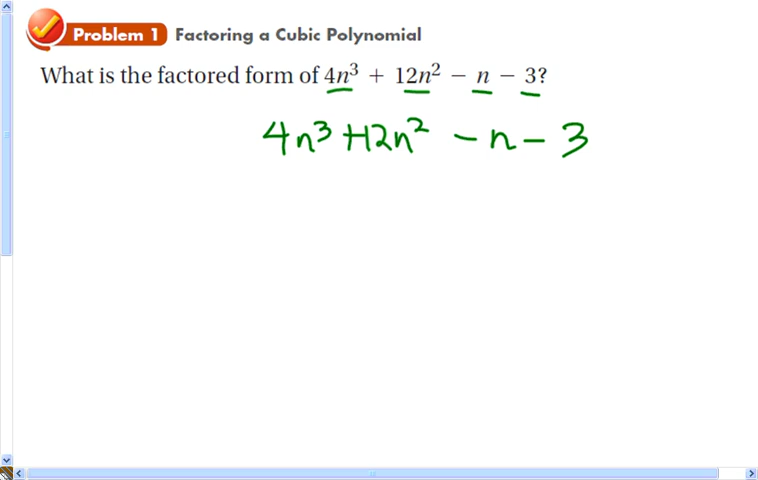 Problem 1 Factoring a Cubic Polynomial
What is the factored form of 4n³ + 12n² − n − 3?
4n³ +12n² − n − 3